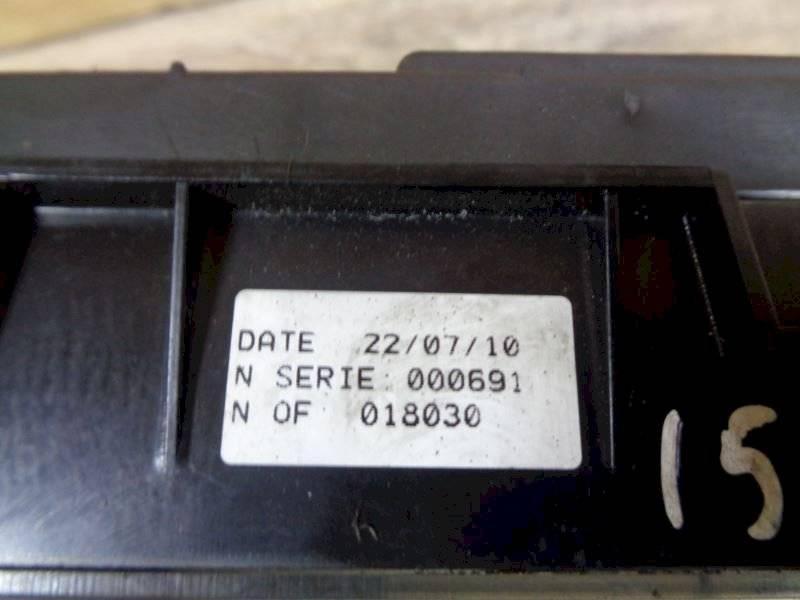 DATE 22/07/10
N SERIE: 000691
N OF 018030
15